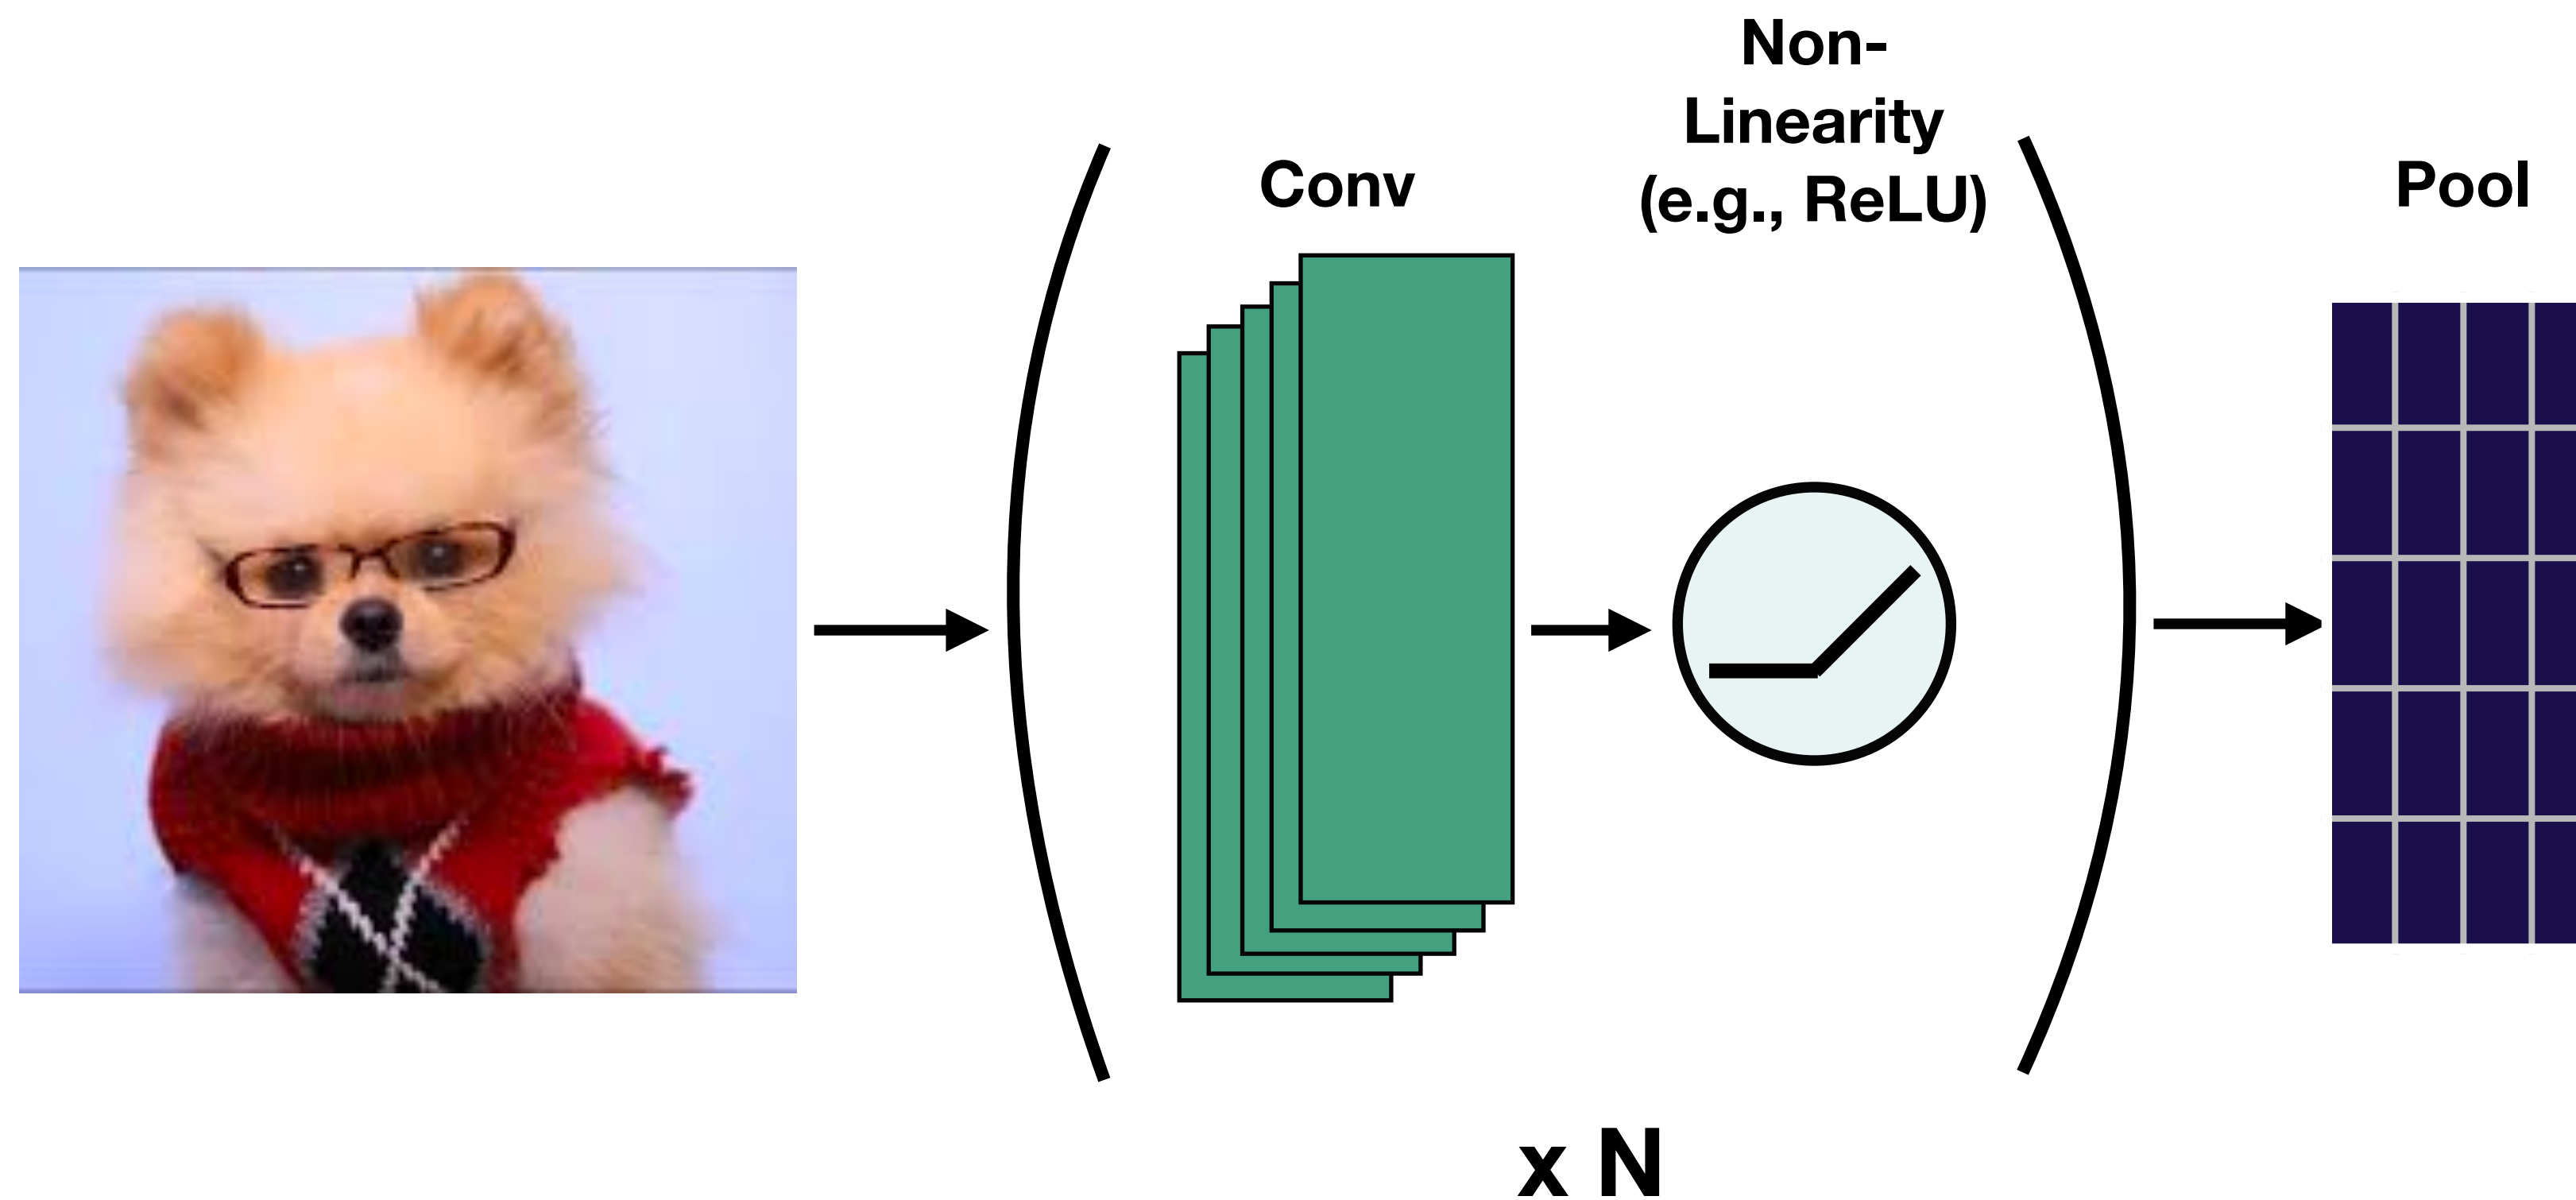 Conv
Non-
Linearity
(e.g., ReLU)
Pool
x N